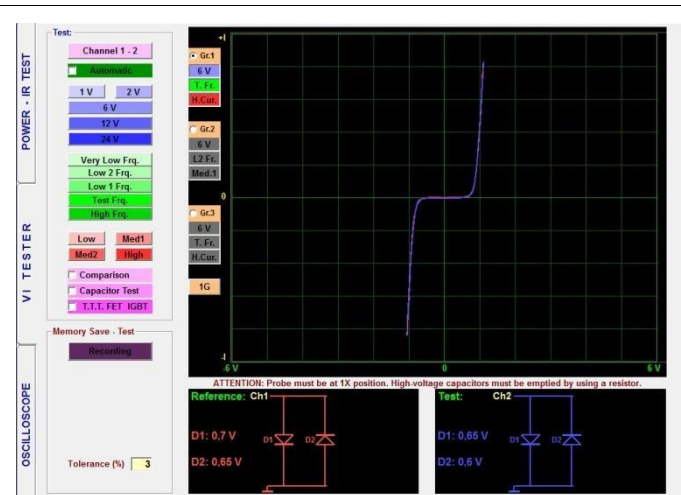 Test:
Channel 1 - 2
Automatic
1 V
2 V
6 V
12 V
24 V
Very Low Frq.
Low 2 Frq.
Low 1 Frq.
Test Frq.
High Frq.
Low
Med1
Med2
High
Comparison
Capacitor Test
T.T.T. FET IGBT
Memory Save - Test
Recording
Tolerance (%)
3
POWER - IR TEST
VI TESTER
OSCILLOSCOPE
Gr.1
6 V
T. Fr.
H.Cur.
Gr.2
6 V
L2 Fr.
Med.1
Gr.3
6 V
T. Fr.
H.Cur.
1G
+I
0
-I
-6 V
0
6 V
ATTENTION: Probe must be at 1X position. High-voltage capacitors must be emptied by using a resistor.
Reference: Ch1
D1: 0,7 V
D2: 0,65 V
D1
D2
Test: Ch2
D1: 0,65 V
D2: 0,6 V
D1
D2